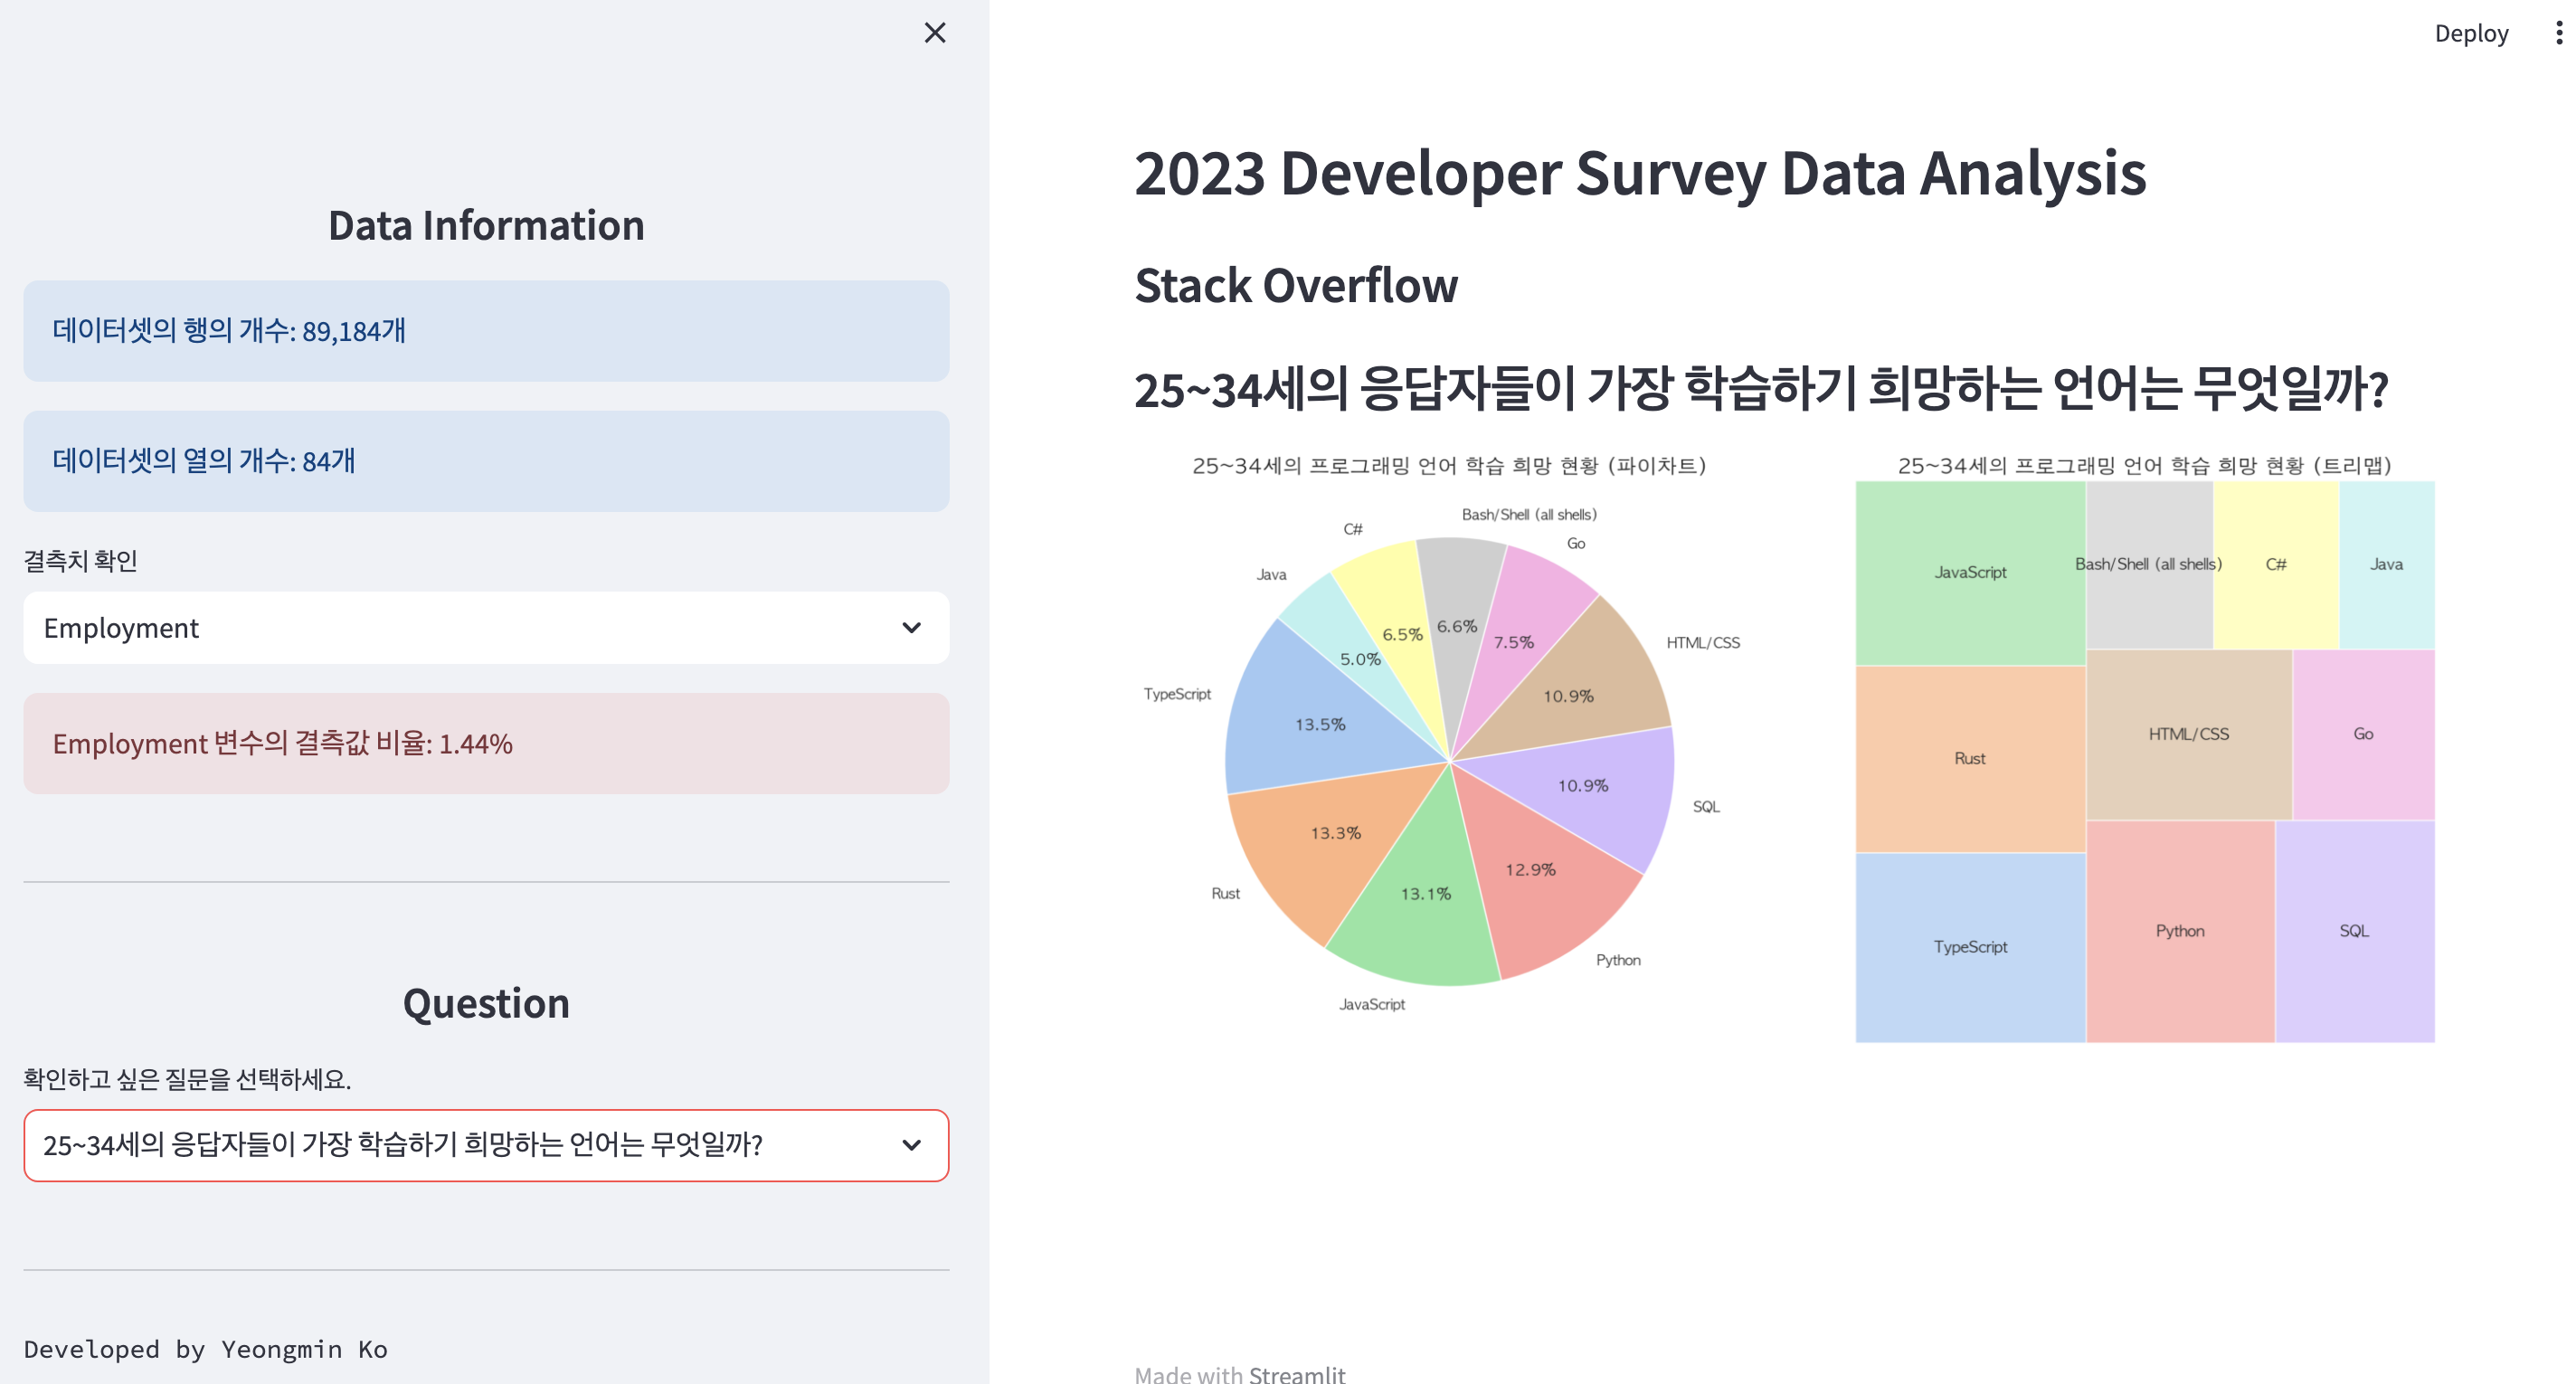 Deploy
Data Information
데이터셋의 행의 개수: 89,184개
데이터셋의 열의 개수: 84개
결측치 확인
Employment
Employment 변수의 결측값 비율: 1.44%
Question
확인하고 싶은 질문을 선택하세요.
25~34세의 응답자들이 가장 학습하기 희망하는 언어는 무엇일까?
Developed by Yeongmin Ko
2023 Developer Survey Data Analysis
Stack Overflow
25~34세의 응답자들이 가장 학습하기 희망하는 언어는 무엇일까?
25~34세의 프로그래밍 언어 학습 희망 현황 (파이차트)
Bash/Shell (all shells)
C#
Go
Java
6.6%
6.5%
7.5%
HTML/CSS
5.0%
TypeScript
10.9%
13.5%
10.9%
SQL
13.3%
12.9%
Rust
13.1%
Python
JavaScript
25~34세의 프로그래밍 언어 학습 희망 현황 (트리맵)
JavaScript
Bash/Shell (all shells)
C#
Java
Rust
HTML/CSS
Go
TypeScript
Python
SQL
Made with Streamlit